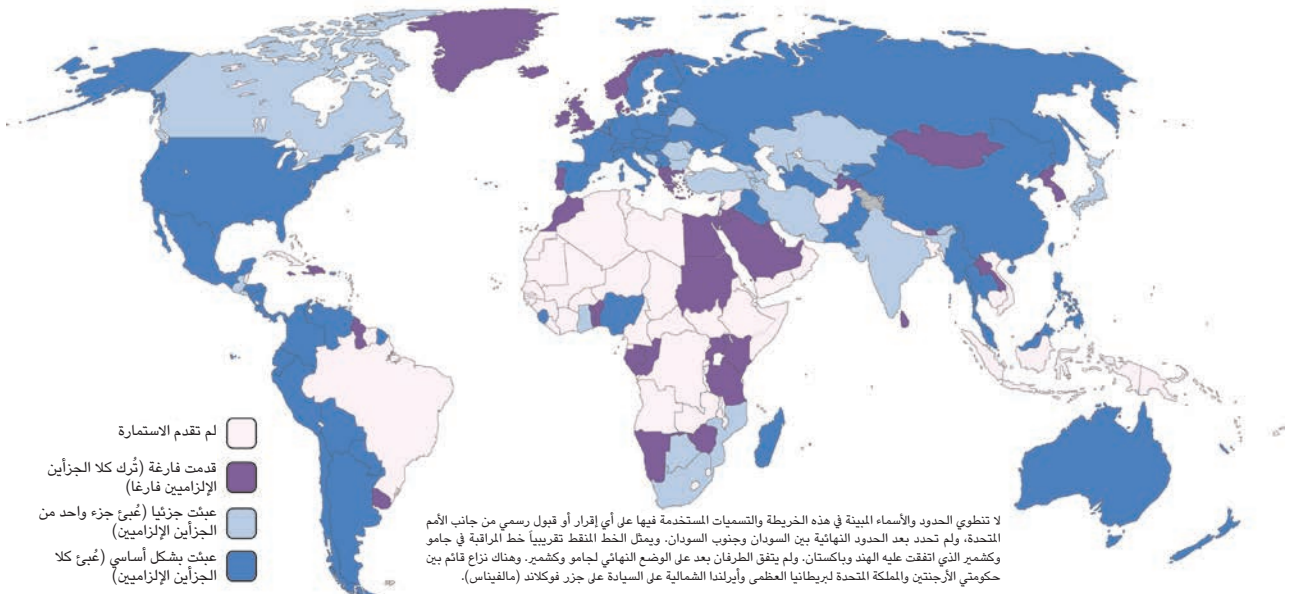 لم تقدم الاستمارة
قدمت فارغة (تُرك كلا الجزأين
الإلزاميين فارغا)
عبئت جزئيا (عُبئ جزء واحد من
الجزأين الإلزاميين)
عبئت بشكل أساسي (عُبئ كلا
الجزأين الإلزاميين)
لا تنطوي الحدود والأسماء المبينة في هذه الخريطة والتسميات المستخدمة فيها على أي إقرار أو قبول رسمي من جانب الأمم
المتحدة، ولم تحدد بعد الحدود النهائية بين السودان وجنوب السودان. ويمثل الخط المنقط تقريبياً خط المراقبة في جامو
وكشمير الذي اتفقت عليه الهند وباكستان. ولم يتفق الطرفان بعد على الوضع النهائي لجامو وكشمير. وهناك نزاع قائم بين
حكومتي الأرجنتين والمملكة المتحدة لبريطانيا العظمى وأيرلندا الشمالية على السيادة على جزر فوكلاند (مالفيناس).